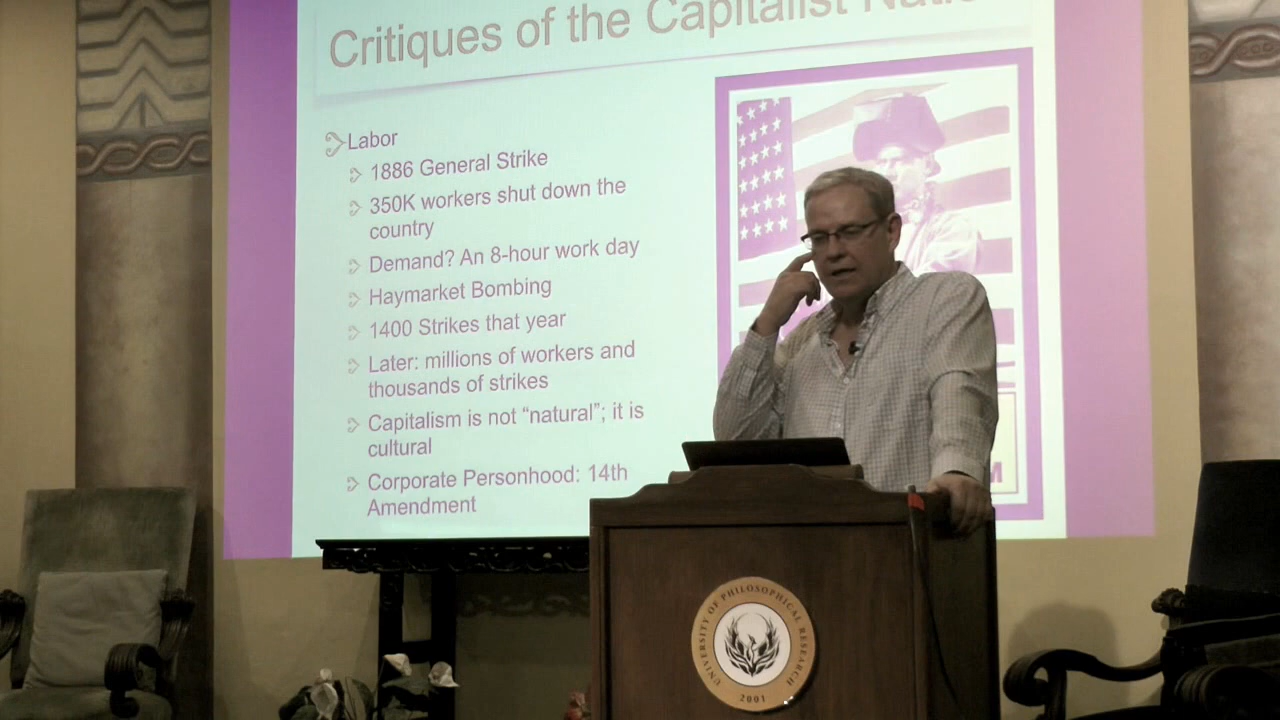 Critiques of the Capitalist
Labor
1886 General Strike
350K workers shut down the
country
Demand? An 8-hour work day
Haymarket Bombing
1400 Strikes that year
Later: millions of workers and
thousands of strikes
Capitalism is not “natural”; it is
cultural
Corporate Personhood: 14th
Amendment
M
UNIVERSITY OF PHILOSOPHICAL RESEARCH
2001